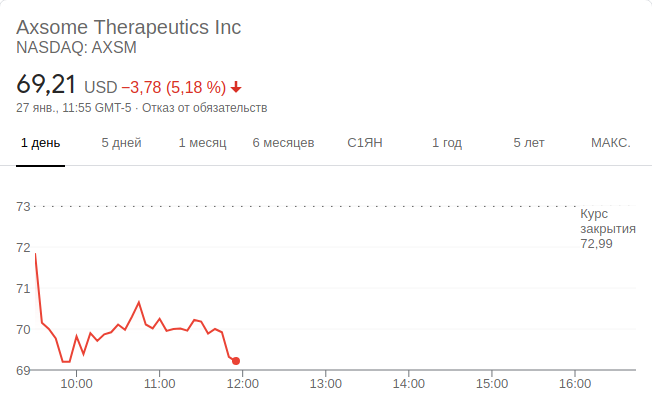 Axsome Therapeutics Inc
NASDAQ: AXSM
69,21 USD −3,78 (5,18 %)
27 янв., 11:55 GMT-5 · Отказ от обязательств
1 день 5 дней 1 месяц 6 месяцев С1ЯН 1 год 5 лет МАКС.
73
Курс
закрытия
72,99
72
71
70
69
10:00 11:00 12:00 13:00 14:00 15:00 16:00